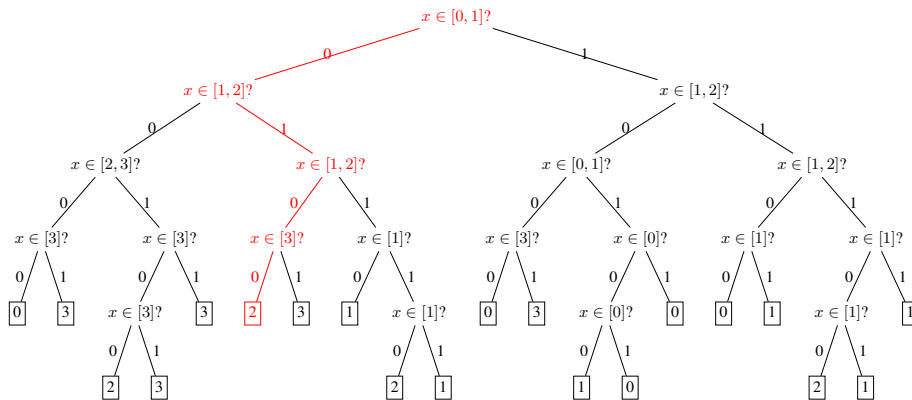 x ∈ [0, 1]?
0 1
x ∈ [1, 2]? x ∈ [1, 2]?
0 1 0 1
x ∈ [2, 3]? x ∈ [1, 2]? x ∈ [0, 1]? x ∈ [1, 2]?
0 1 0 1 0 1 0 1
x ∈ [3]? x ∈ [3]? x ∈ [3]? x ∈ [1]? x ∈ [3]? x ∈ [0]? x ∈ [1]? x ∈ [1]?
0 1 0 1 0 1 0 1 0 1 0 1 0 1 0 1
0 3 x ∈ [3]? 3 2 3 1 x ∈ [1]? 0 3 x ∈ [0]? 0 0 1 x ∈ [1]? 1
0 1 0 1 0 1 0 1
2 3 2 1 1 0 2 1